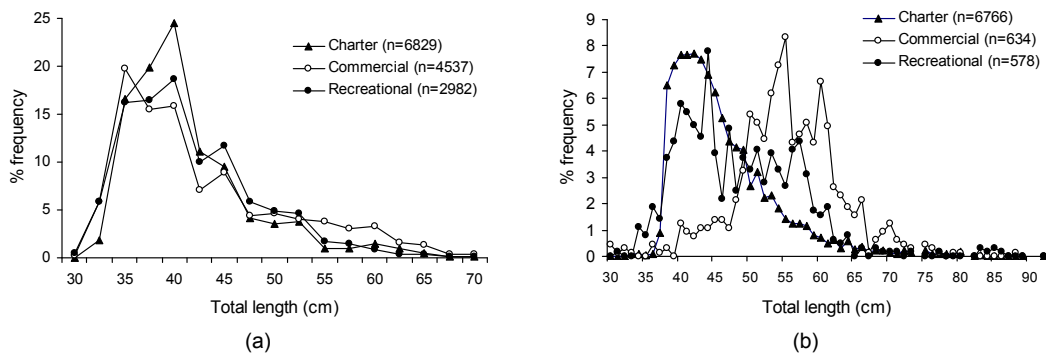 25
20
15
10
5
0
% frequency
30 35 40 45 50 55 60 65 70
Total length (cm)
Charter (n=6829)
Commercial (n=4537)
Recreational (n=2982)
(a)
9
8
7
6
5
4
3
2
1
0
% frequency
30 35 40 45 50 55 60 65 70 75 80 85 90
Total length (cm)
Charter (n=6766)
Commercial (n=634)
Recreational (n=578)
(b)